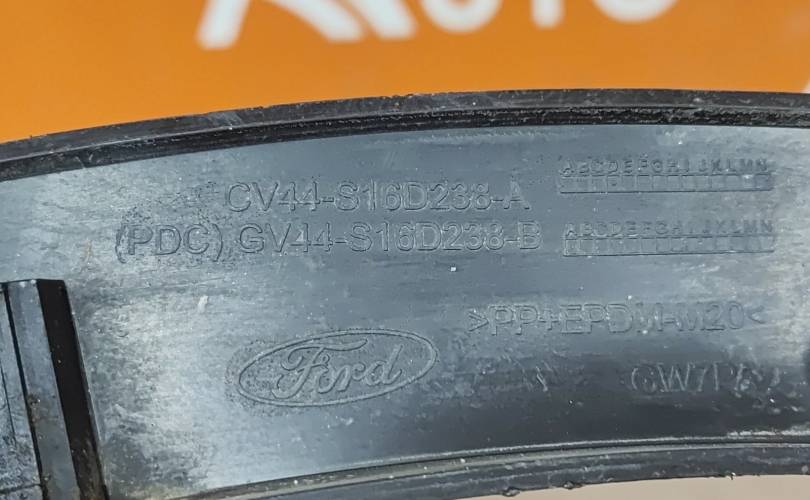 CV44-S16D238-A
ABCDEFGHIJKLMN
(PDC) GV44-S16D238-B
ABCDEFGHIJKLMN
>PP+EPDM-M20<
Ford